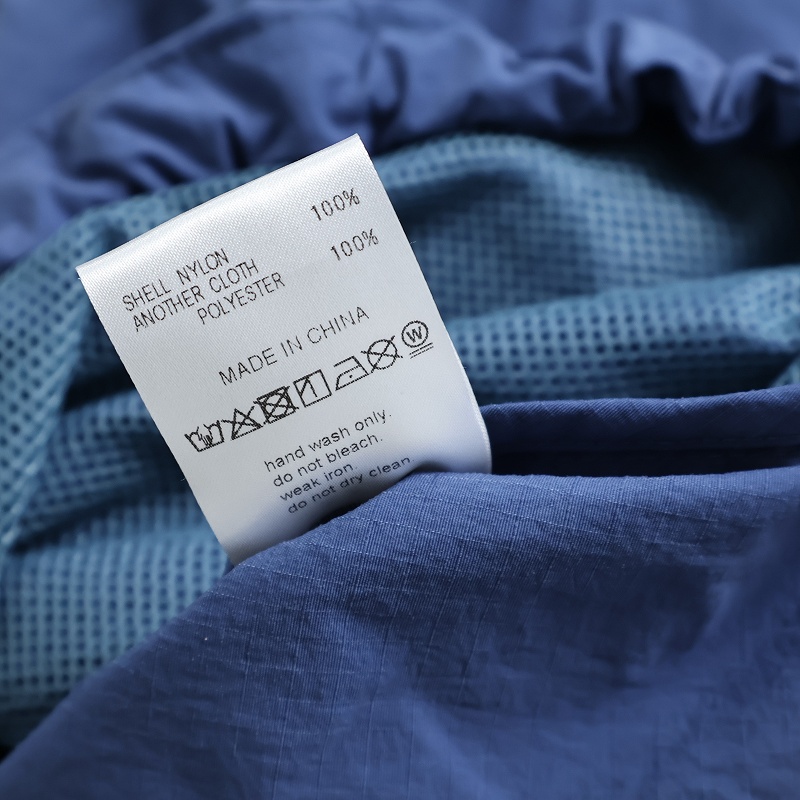 SHELL NYLON 100%
ANOTHER CLOTH
POLYESTER 100%
MADE IN CHINA
W
hand wash only.
do not bleach.
weak iron.
do not dry clean